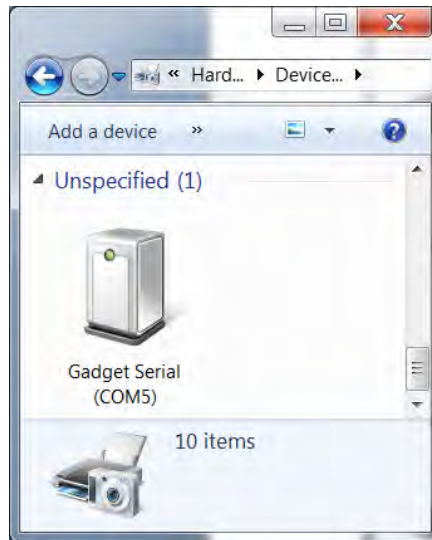 « Hard... ▸ Device... ▸
Add a device »
Unspecified (1)
Gadget Serial
(COM5)
10 items